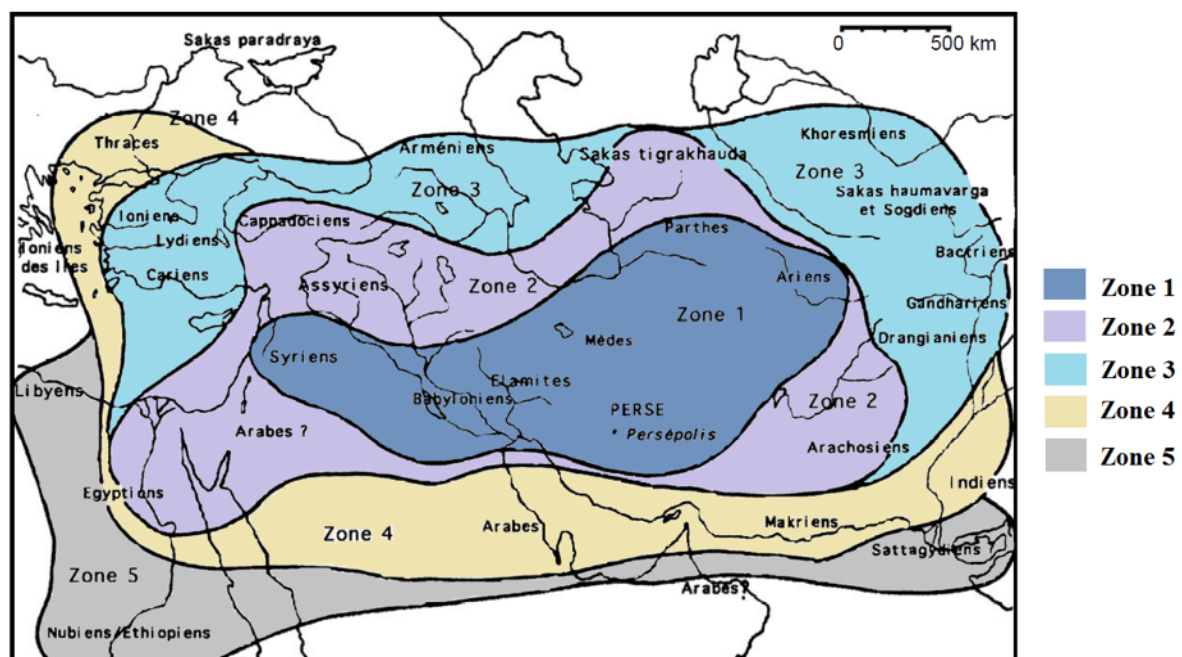 Sakas paradraya
0 500 km
Zone 4
Thraces
Khoresmiens
Arméniens
Sakas tigrakhauda
Zone 3
Zone 3
Sakas haumavarga
et Sogdiens
Ioniens
Cappadociens
Parthes
Lydiens
Ioniens
des Iles
Bactriens
Cariens
Assyriens
Zone 2
Ariens
Zone 1
Gandhariens
Mèdes
Drangianiens
Syriens
Libyens
Elamites
Babyloniens
PERSE
Zone 2
* Persépolis
Arabes ?
Arachosiens
Egyptions
Indiens
Zone 4
Arabes
Makriens
Sattagydiens ?
Zone 5
Arabes?
Nubiens/Ethiopiens
Zone 1
Zone 2
Zone 3
Zone 4
Zone 5